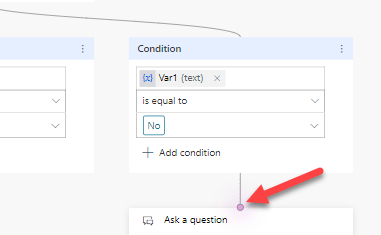 Condition
{x} Var1 (text) ×
is equal to
No
+ Add condition
Ask a question